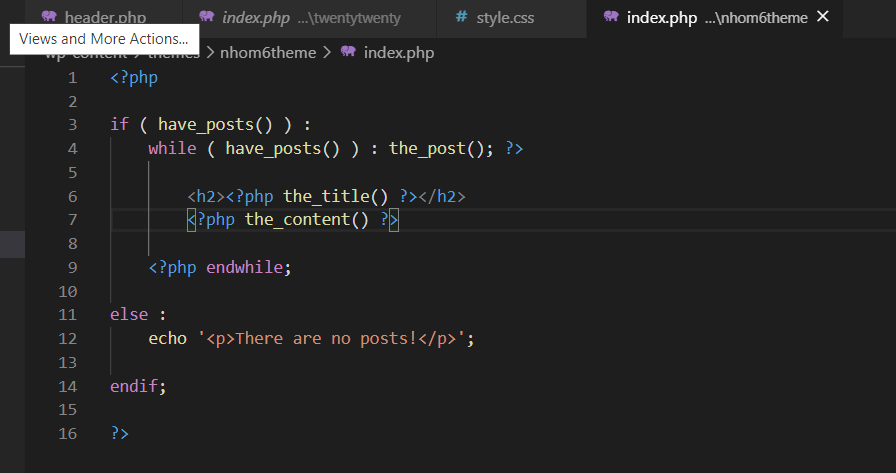 header.php index.php ...\twentytwenty # style.css index.php ...\nhom6theme ×
Views and More Actions...
wp-content > themes > nhom6theme > index.php
1 <?php
2
3 if ( have_posts() ) :
4 while ( have_posts() ) : the_post(); ?>
5
6 <h2><?php the_title() ?></h2>
7 <?php the_content() ?>
8
9 <?php endwhile;
10
11 else :
12 echo '<p>There are no posts!</p>';
13
14 endif;
15
16 ?>